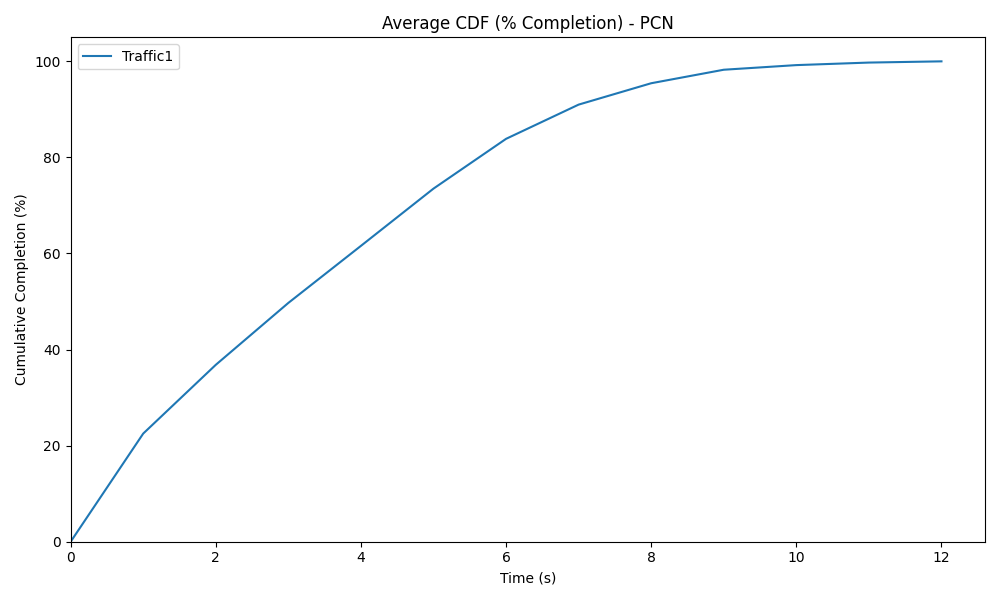 Average CDF (% Completion) - PCN
Traffic1
Cumulative Completion (%)
100
80
60
40
20
0
0 2 4 6 8 10 12
Time (s)